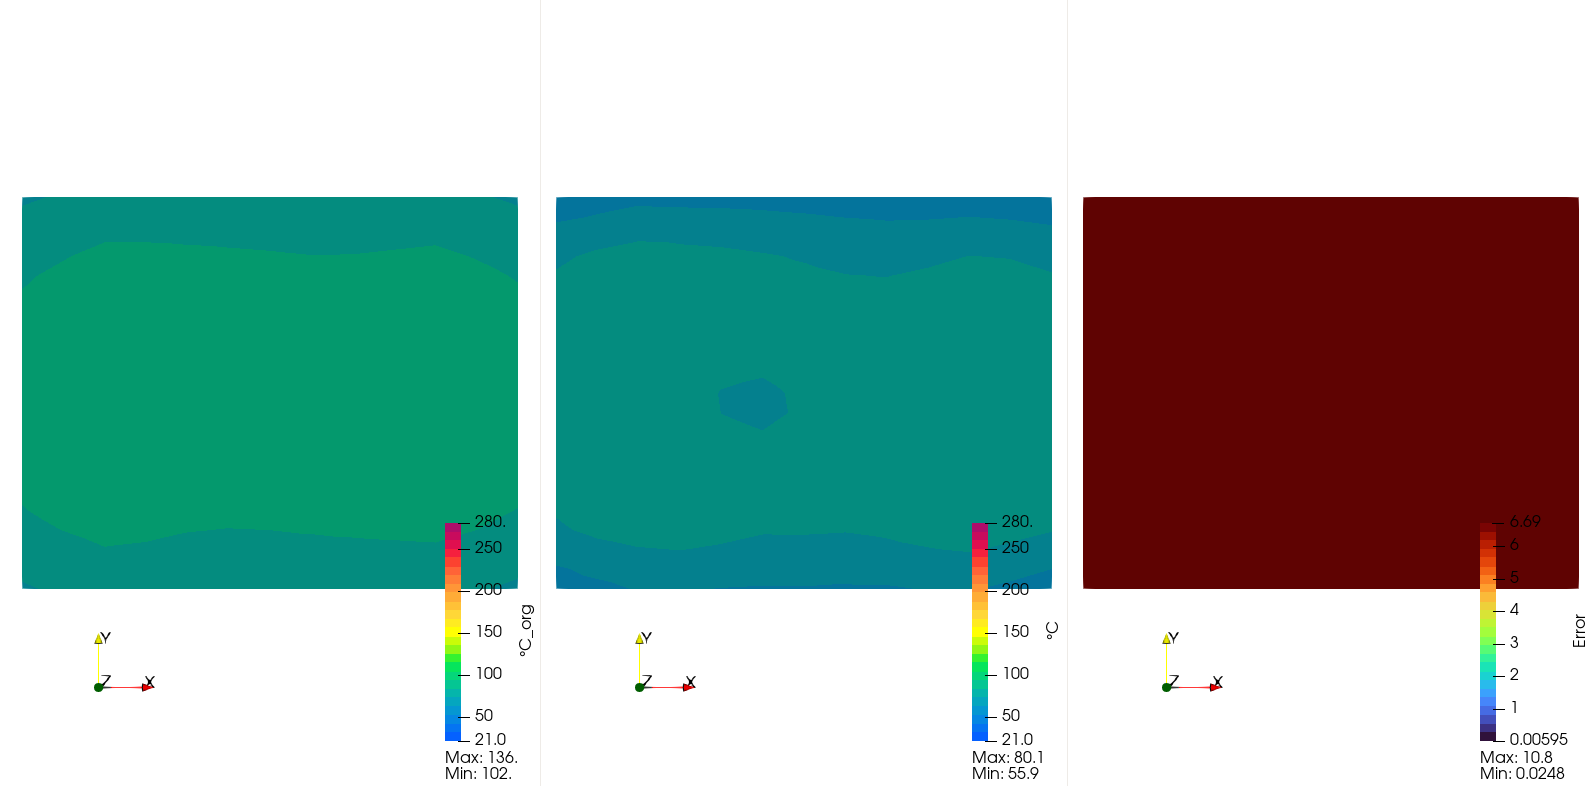 280.
250
200
150
100
50
21.0
°C_org
Max: 136.
Min: 102.
Y
Z
X
280.
250
200
150
100
50
21.0
°C
Max: 80.1
Min: 55.9
Y
Z
X
6.69
6
5
4
3
2
1
0.00595
Error
Max: 10.8
Min: 0.0248
Y
Z
X